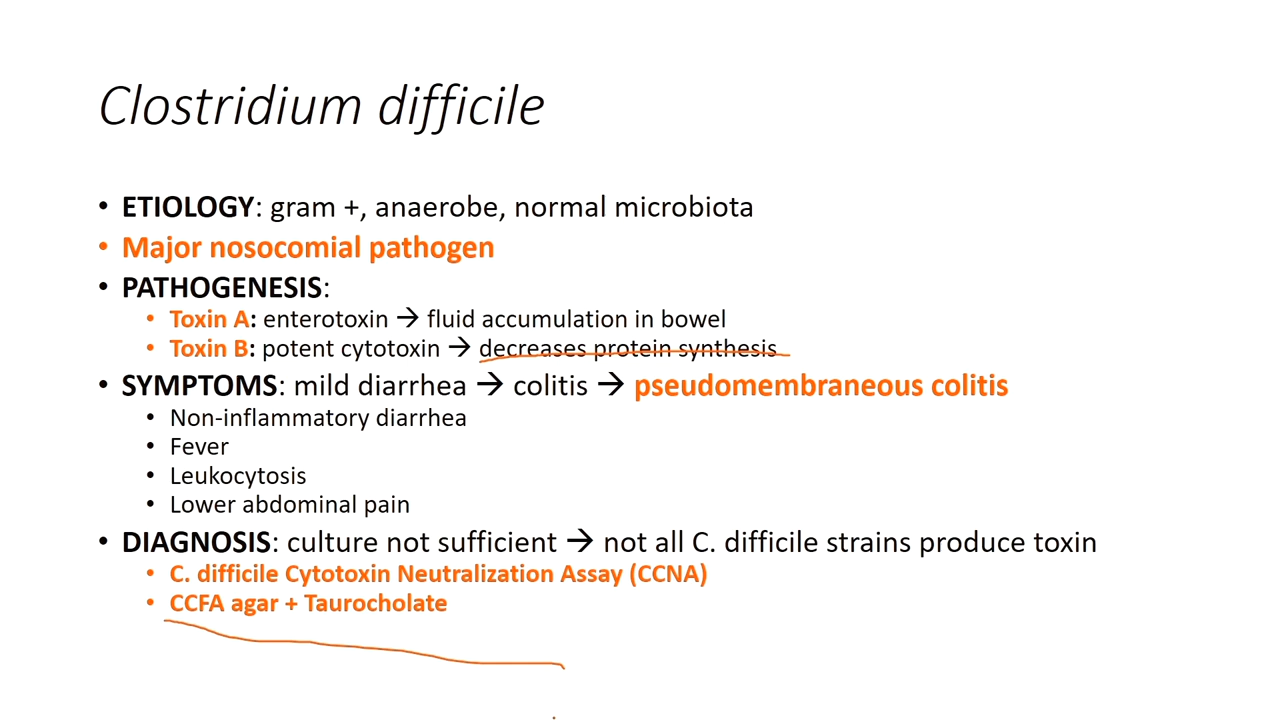 Clostridium difficile
• ETIOLOGY: gram +, anaerobe, normal microbiota
• Major nosocomial pathogen
• PATHOGENESIS:
• Toxin A: enterotoxin → fluid accumulation in bowel
• Toxin B: potent cytotoxin → decreases protein synthesis
• SYMPTOMS: mild diarrhea → colitis → pseudomembraneous colitis
• Non-inflammatory diarrhea
• Fever
• Leukocytosis
• Lower abdominal pain
• DIAGNOSIS: culture not sufficient → not all C. difficile strains produce toxin
• C. difficile Cytotoxin Neutralization Assay (CCNA)
• CCFA agar + Taurocholate